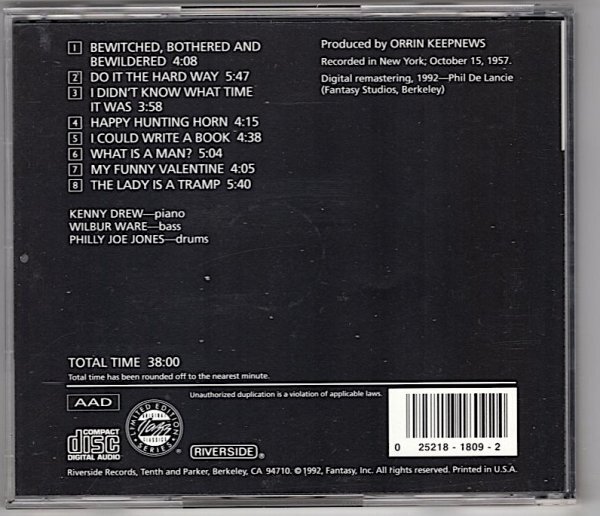 1 BEWITCHED, BOTHERED AND
BEWILDERED 4:08
2 DO IT THE HARD WAY 5:47
3 I DIDN'T KNOW WHAT TIME
IT WAS 3:58
4 HAPPY HUNTING HORN 4:15
5 I COULD WRITE A BOOK 4:38
6 WHAT IS A MAN? 5:04
7 MY FUNNY VALENTINE 4:05
8 THE LADY IS A TRAMP 5:40
KENNY DREW—piano
WILBUR WARE—bass
PHILLY JOE JONES—drums
Produced by ORRIN KEEPNEWS
Recorded in New York; October 15, 1957.
Digital remastering, 1992—Phil De Lancie
(Fantasy Studios, Berkeley)
TOTAL TIME 38:00
Total time has been rounded off to the nearest minute.
Unauthorized duplication is a violation of applicable laws.
AAD
COMPACT
disc
DIGITAL AUDIO
LIMITED EDITION
ORIGINAL
Jazz
CLASSICS
SERIES
RIVERSIDE
0 25218 - 1809 - 2
Riverside Records, Tenth and Parker, Berkeley, CA 94710. ©1992, Fantasy, Inc. All rights reserved. Printed in U.S.A.